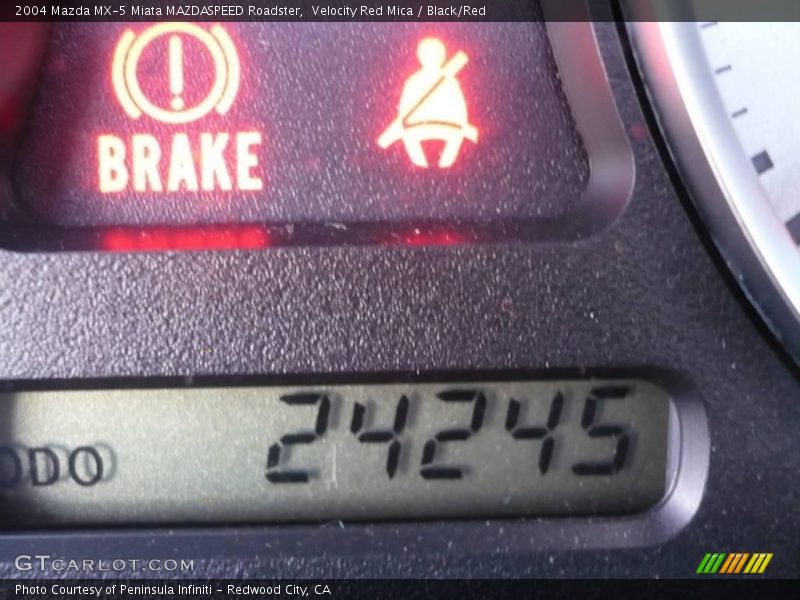 2004 Mazda MX-5 Miata MAZDASPEED Roadster, Velocity Red Mica / Black/Red
BRAKE
ODO 24245
GTCARLOT.COM
Photo Courtesy of Peninsula Infiniti - Redwood City, CA